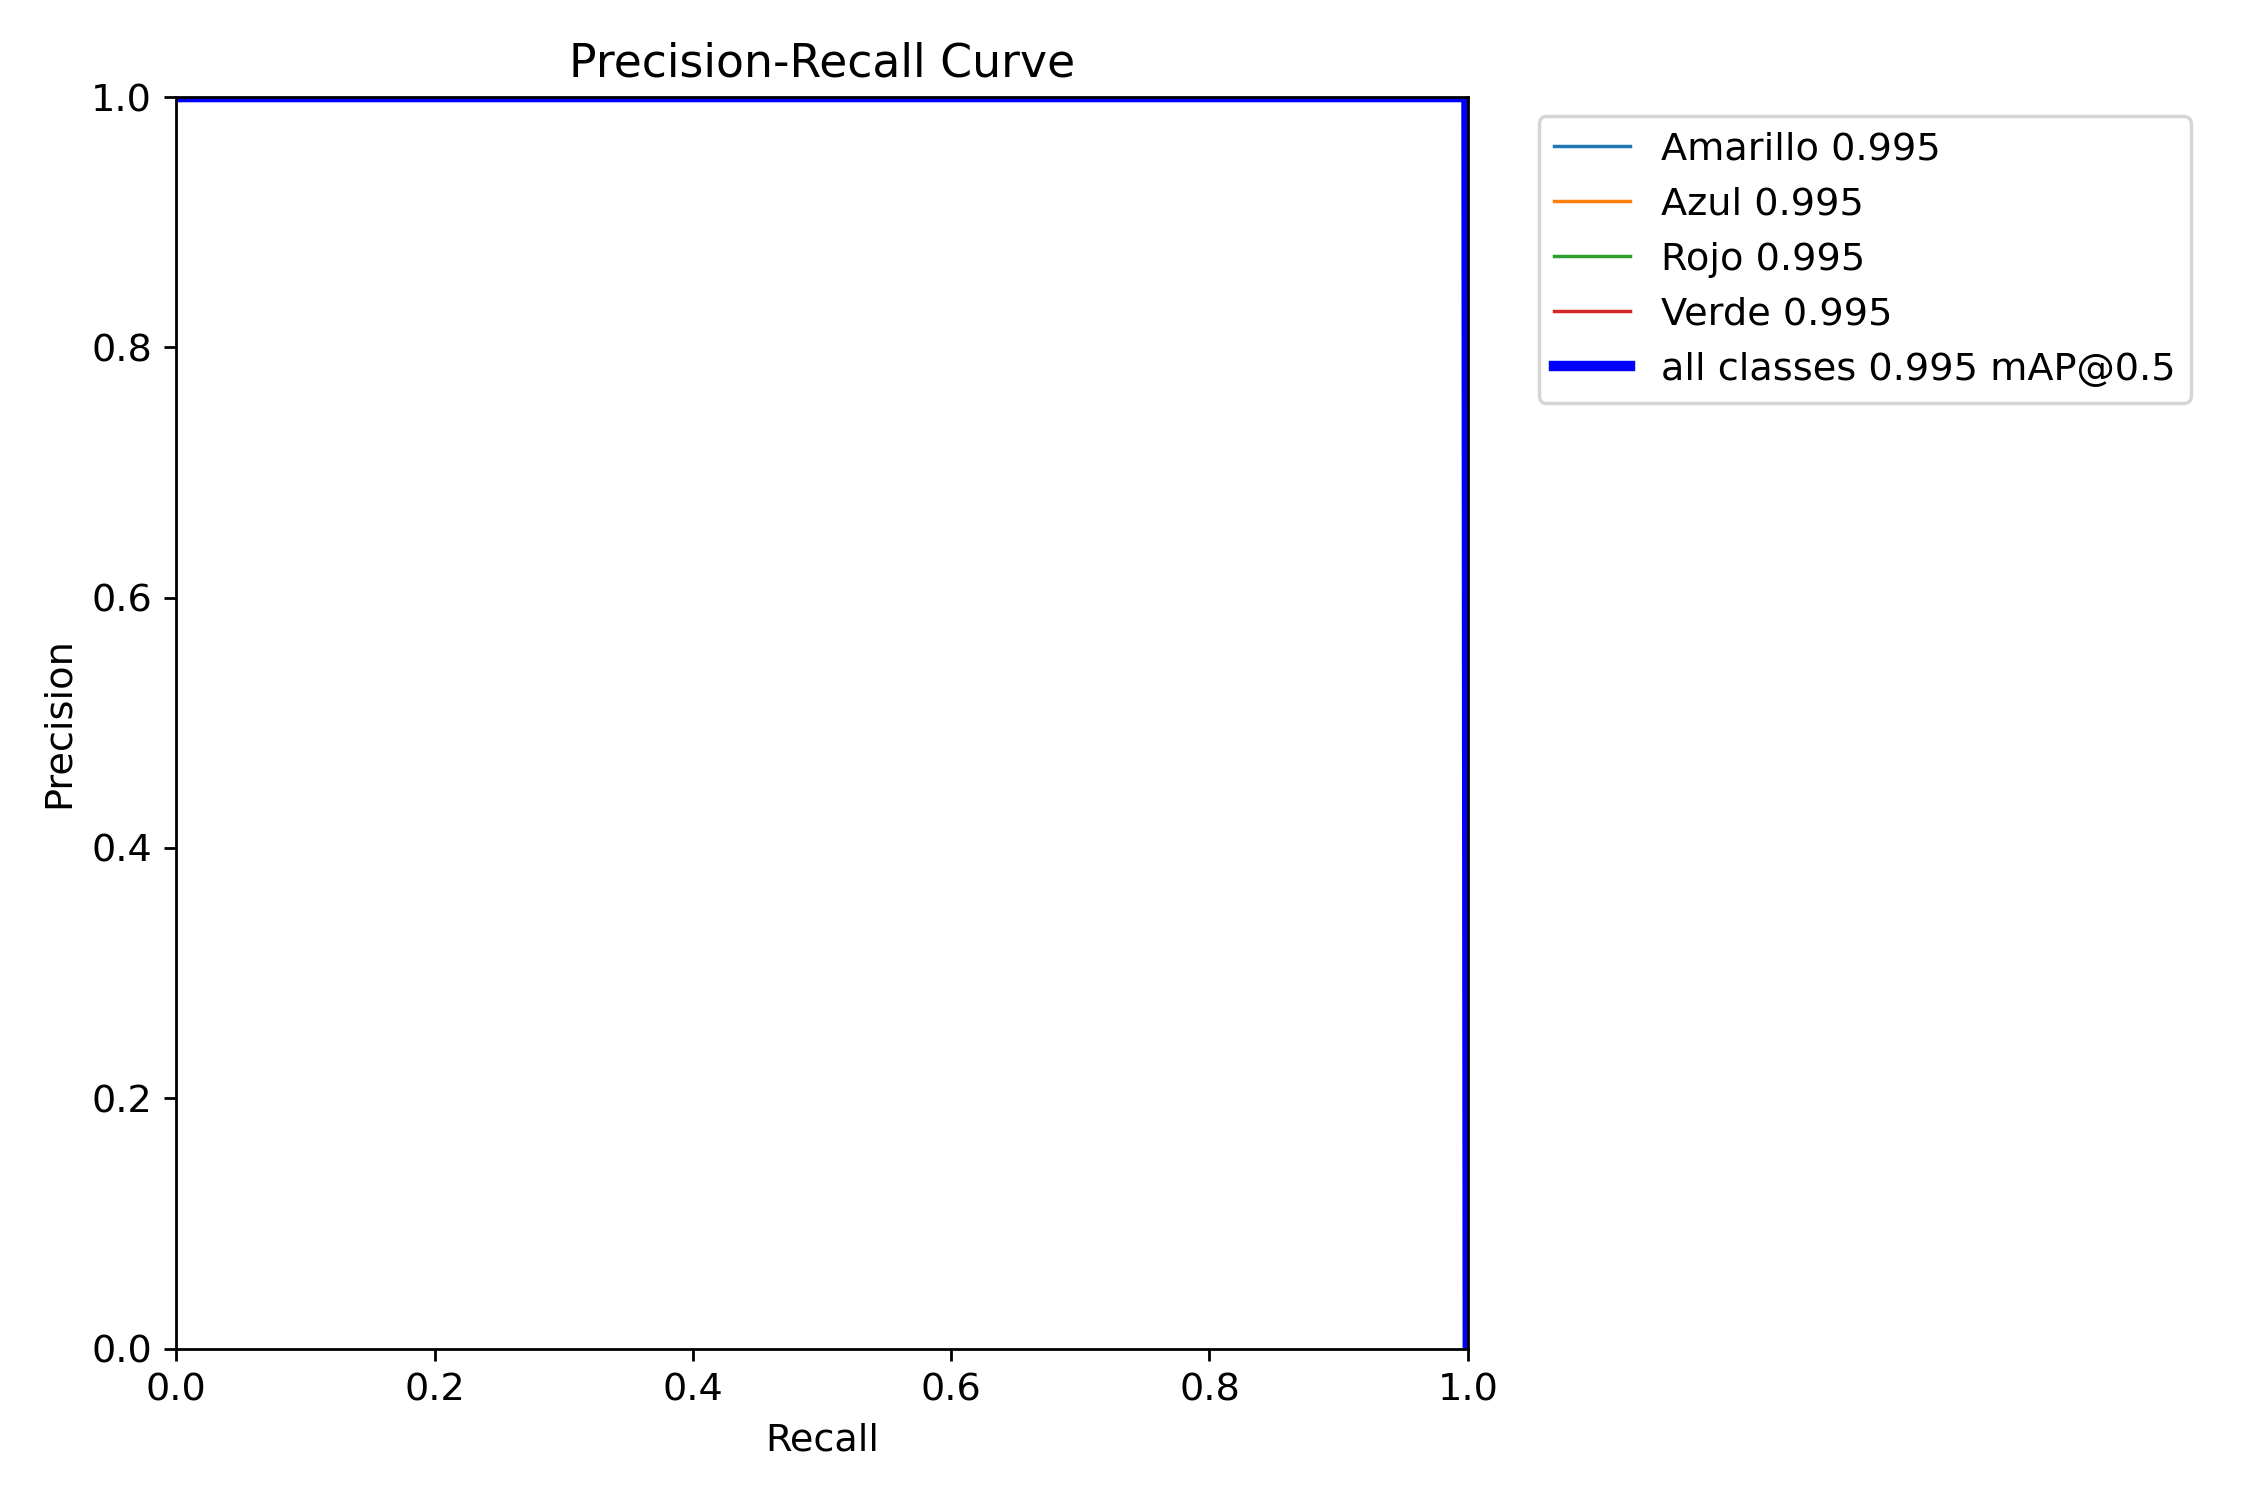 Precision-Recall Curve
1.0
0.8
0.6
0.4
0.2
0.0
Precision
0.0 0.2 0.4 0.6 0.8 1.0
Recall
Amarillo 0.995
Azul 0.995
Rojo 0.995
Verde 0.995
all classes 0.995 mAP@0.5